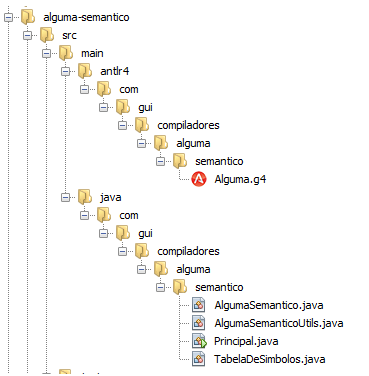 alguma-semantico
src
main
antlr4
com
gui
compiladores
alguma
semantico
Alguma.g4
java
com
gui
compiladores
alguma
semantico
AlgumaSemantico.java
AlgumaSemanticoUtils.java
Principal.java
TabelaDeSimbolos.java